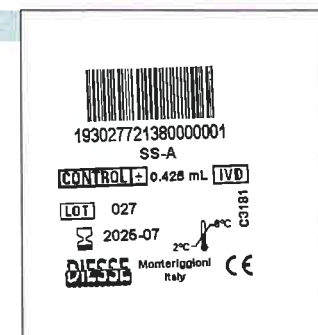 193027721380000001
SS-A
CONTROL + 0.425 mL IVD
LOT 027
2025-07
2°C 8°C
C3181
DIESSE Monteriggioni
Italy CE